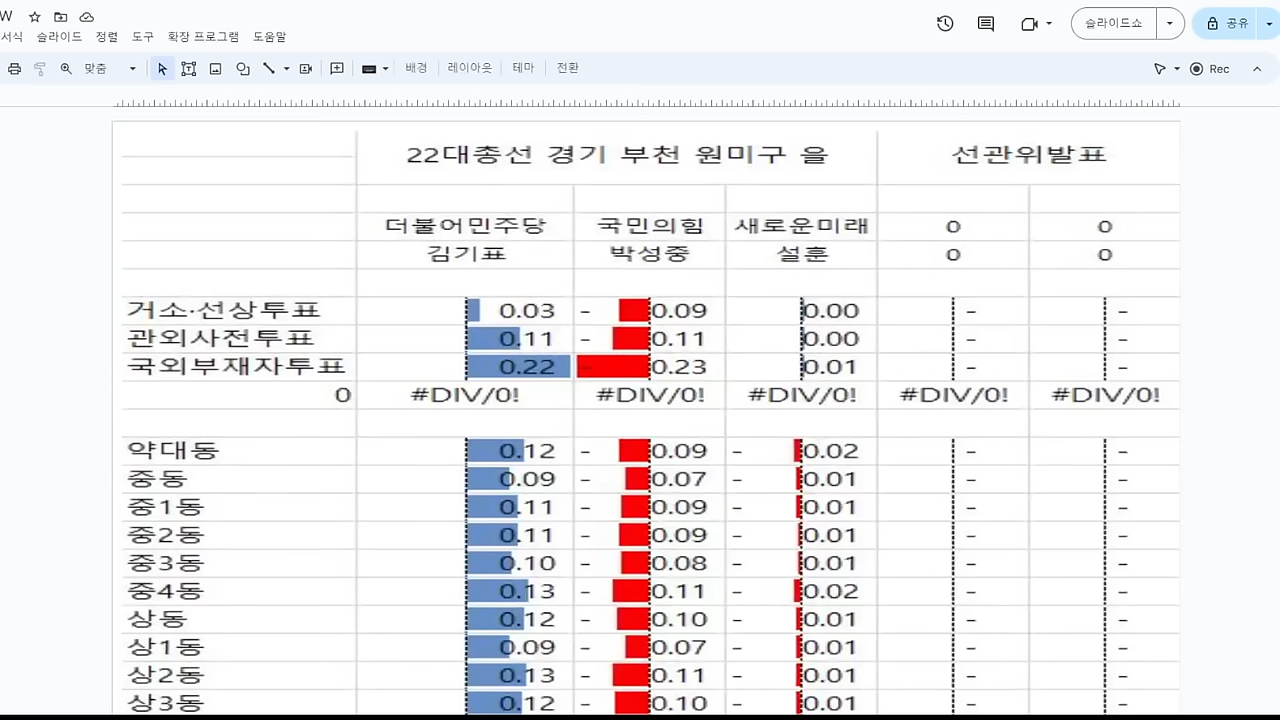 W
서식 슬라이드 정렬 도구 확장 프로그램 도움말
슬라이드쇼
공유
맞춤
배경 레이아웃 테마 전환
Rec
22대총선 경기 부천 원미구 을 선관위발표
더불어민주당 국민의힘 새로운미래 0 0
김기표 박성중 설훈 0 0
거소·선상투표 0.03 - 0.09 0.00 - -
관외사전투표 0.11 - 0.11 0.00 - -
국외부재자투표 0.22 - 0.23 0.01 - -
0 #DIV/0! #DIV/0! #DIV/0! #DIV/0! #DIV/0!
약대동 0.12 - 0.09 - 0.02 - -
중동 0.09 - 0.07 - 0.01 - -
중1동 0.11 - 0.09 - 0.01 - -
중2동 0.11 - 0.09 - 0.01 - -
중3동 0.10 - 0.08 - 0.01 - -
중4동 0.13 - 0.11 - 0.02 - -
상동 0.12 - 0.10 - 0.01 - -
상1동 0.09 - 0.07 - 0.01 - -
상2동 0.13 - 0.11 - 0.01 - -
상3동 0.12 - 0.10 - 0.01 - -